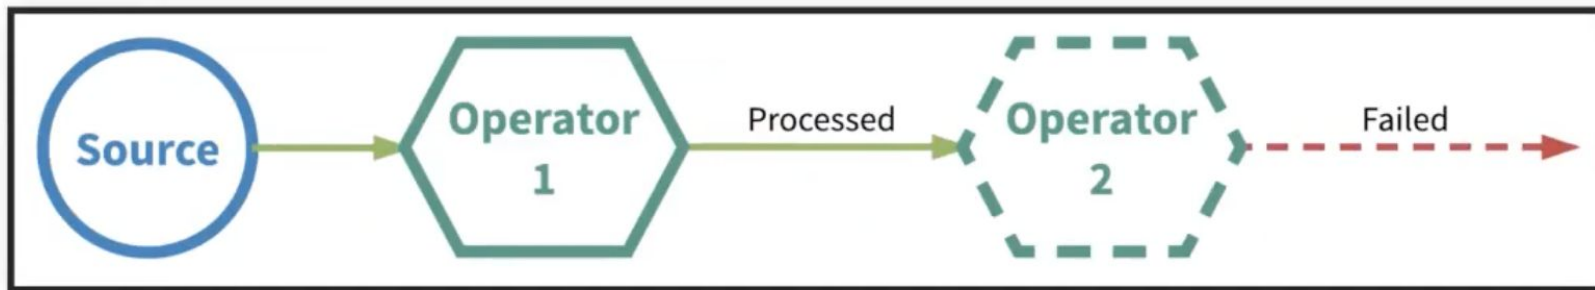 Source
Operator
1
Processed
Operator
2
Failed